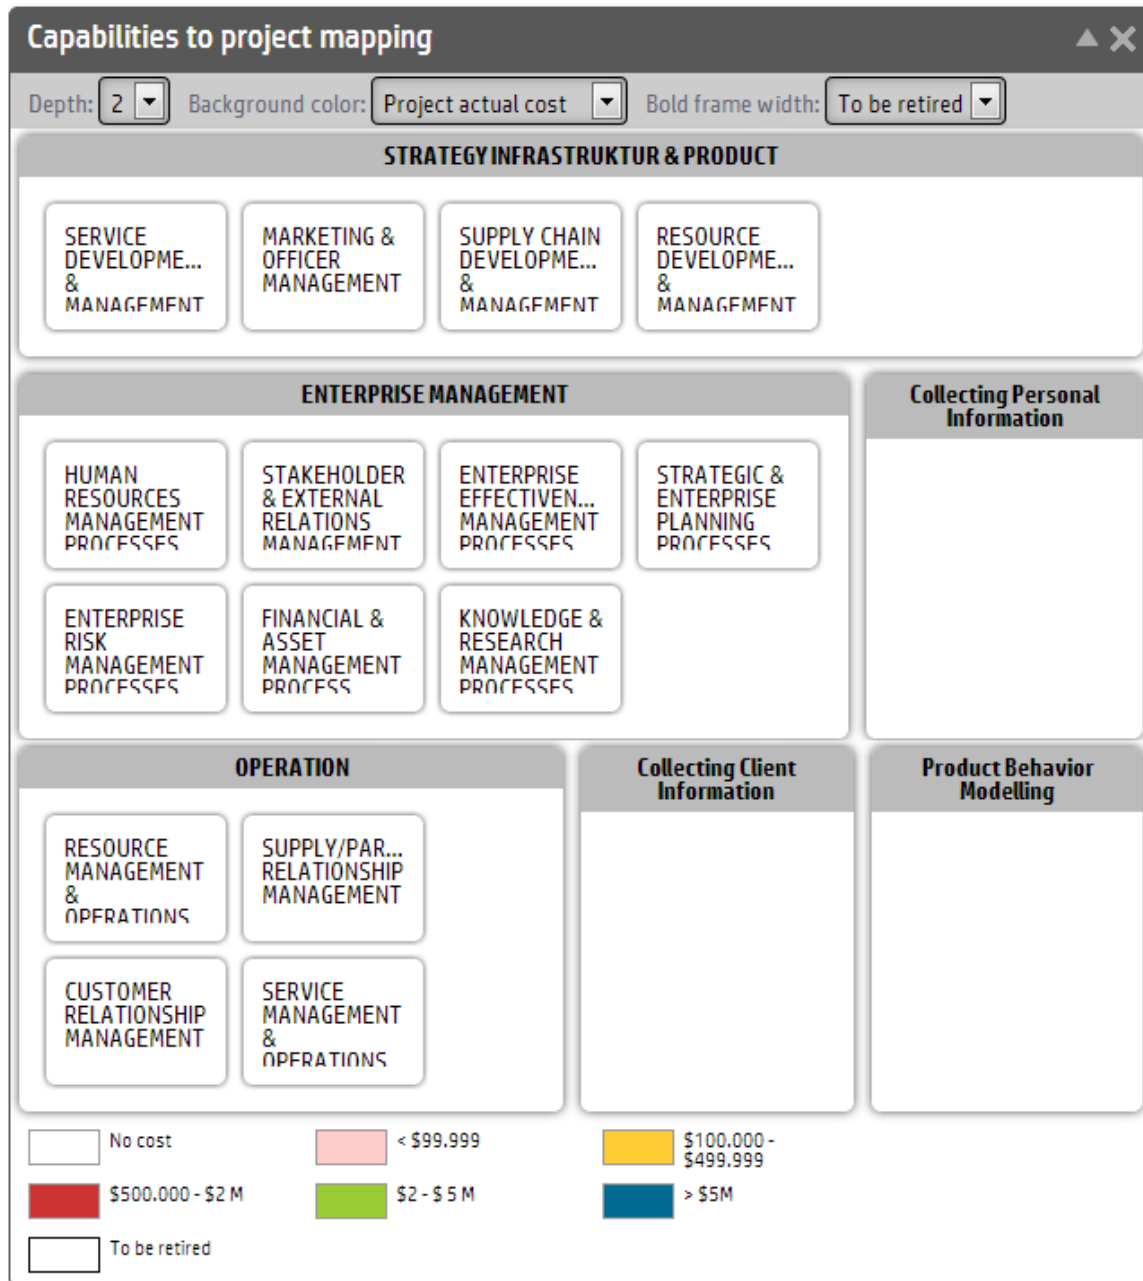 Capabilities to project mapping
Depth: 2 Background color: Project actual cost Bold frame width: To be retired
STRATEGY INFRASTRUKTUR & PRODUCT
SERVICE
DEVELOPME...
&
MANAGEMENT
MARKETING &
OFFICER
MANAGEMENT
SUPPLY CHAIN
DEVELOPME...
&
MANAGEMENT
RESOURCE
DEVELOPME...
&
MANAGEMENT
ENTERPRISE MANAGEMENT
HUMAN
RESOURCES
MANAGEMENT
PROCESSES
STAKEHOLDER
& EXTERNAL
RELATIONS
MANAGEMENT
ENTERPRISE
EFFECTIVEN...
MANAGEMENT
PROCESSES
STRATEGIC &
ENTERPRISE
PLANNING
PROCESSES
ENTERPRISE
RISK
MANAGEMENT
PROCESSES
FINANCIAL &
ASSET
MANAGEMENT
PROCESS
KNOWLEDGE &
RESEARCH
MANAGEMENT
PROCESSES
Collecting Personal
Information
OPERATION
RESOURCE
MANAGEMENT
&
OPERATIONS
SUPPLY/PAR...
RELATIONSHIP
MANAGEMENT
CUSTOMER
RELATIONSHIP
MANAGEMENT
SERVICE
MANAGEMENT
&
OPERATIONS
Collecting Client
Information
Product Behavior
Modelling
No cost
< $99.999
$100.000 -
$499.999
$500.000 - $2 M
$2 - $ 5 M
> $5M
To be retired